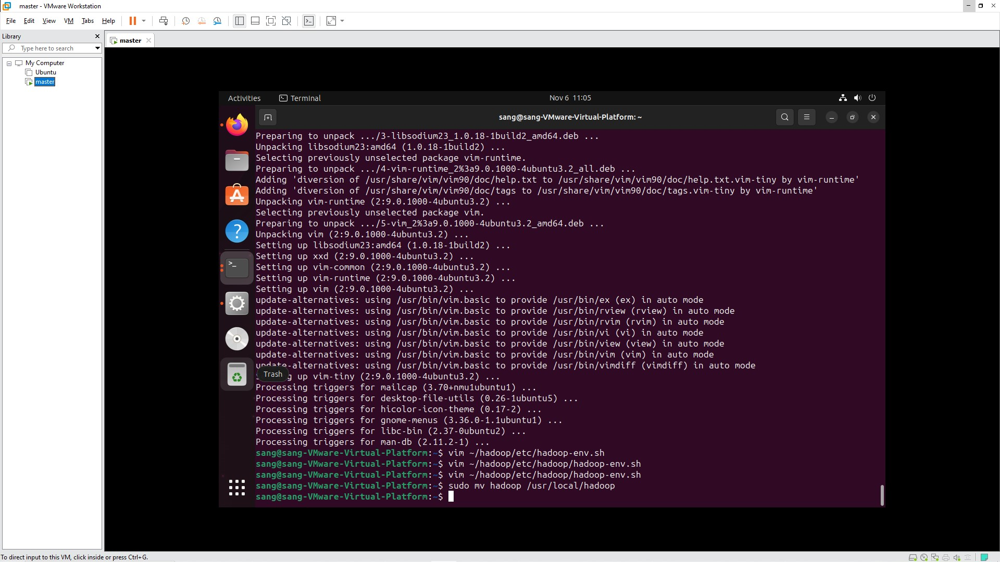 master - VMware Workstation
File Edit View VM Tabs Help
Library
master
Type here to search
My Computer
Ubuntu
master
Activities Terminal Nov 6 11:05
sang@sang-VMware-Virtual-Platform: ~
Preparing to unpack .../3-libsodium23_1.0.18-1build2_amd64.deb ...
Unpacking libsodium23:amd64 (1.0.18-1build2) ...
Selecting previously unselected package vim-runtime.
Preparing to unpack .../4-vim-runtime_2%3a9.0.1000-4ubuntu3.2_all.deb ...
Adding 'diversion of /usr/share/vim/vim90/doc/help.txt to /usr/share/vim/vim90/doc/help.txt.vim-tiny by vim-runtime'
Adding 'diversion of /usr/share/vim/vim90/doc/tags to /usr/share/vim/vim90/doc/tags.vim-tiny by vim-runtime'
Unpacking vim-runtime (2:9.0.1000-4ubuntu3.2) ...
Selecting previously unselected package vim.
Preparing to unpack .../5-vim_2%3a9.0.1000-4ubuntu3.2_amd64.deb ...
Unpacking vim (2:9.0.1000-4ubuntu3.2) ...
Setting up libsodium23:amd64 (1.0.18-1build2) ...
Setting up xxd (2:9.0.1000-4ubuntu3.2) ...
Setting up vim-common (2:9.0.1000-4ubuntu3.2) ...
Setting up vim-runtime (2:9.0.1000-4ubuntu3.2) ...
Setting up vim (2:9.0.1000-4ubuntu3.2) ...
update-alternatives: using /usr/bin/vim.basic to provide /usr/bin/ex (ex) in auto mode
update-alternatives: using /usr/bin/vim.basic to provide /usr/bin/rview (rview) in auto mode
update-alternatives: using /usr/bin/vim.basic to provide /usr/bin/rvim (rvim) in auto mode
update-alternatives: using /usr/bin/vim.basic to provide /usr/bin/vi (vi) in auto mode
update-alternatives: using /usr/bin/vim.basic to provide /usr/bin/view (view) in auto mode
update-alternatives: using /usr/bin/vim.basic to provide /usr/bin/vim (vim) in auto mode
update-alternatives: using /usr/bin/vim.basic to provide /usr/bin/vimdiff (vimdiff) in auto mode
Trash
up vim-tiny (2:9.0.1000-4ubuntu3.2) ...
Processing triggers for mailcap (3.70+nmu1ubuntu1) ...
Processing triggers for desktop-file-utils (0.26-1ubuntu5) ...
Processing triggers for hicolor-icon-theme (0.17-2) ...
Processing triggers for gnome-menus (3.36.0-1.1ubuntu1) ...
Processing triggers for libc-bin (2.37-0ubuntu2) ...
Processing triggers for man-db (2.11.2-1) ...
sang@sang-VMware-Virtual-Platform:~$ vim ~/hadoop/etc/hadoop-env.sh
sang@sang-VMware-Virtual-Platform:~$ vim ~/hadoop/etc/hadoop/hadoop-env.sh
sang@sang-VMware-Virtual-Platform:~$ vim ~/hadoop/etc/hadoop/hadoop-env.sh
sang@sang-VMware-Virtual-Platform:~$ sudo mv hadoop /usr/local/hadoop
sang@sang-VMware-Virtual-Platform:~$
To direct input to this VM, click inside or press Ctrl+G.